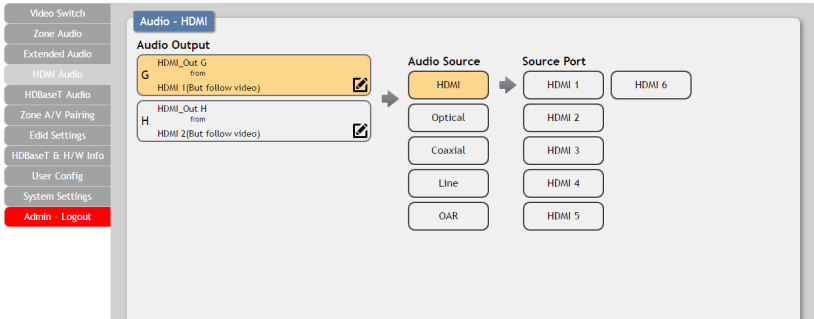 Video Switch
Zone Audio
Extended Audio
HDMI Audio
HDBaseT Audio
Zone A/V Pairing
Edid Settings
HDBaseT & H/W Info
User Config
System Settings
Admin - Logout
Audio - HDMI
Audio Output
HDMI_Out G
G
from
HDMI 1(But follow video)
HDMI_Out H
H
from
HDMI 2(But follow video)
Audio Source
HDMI
Optical
Coaxial
Line
OAR
Source Port
HDMI 1
HDMI 6
HDMI 2
HDMI 3
HDMI 4
HDMI 5